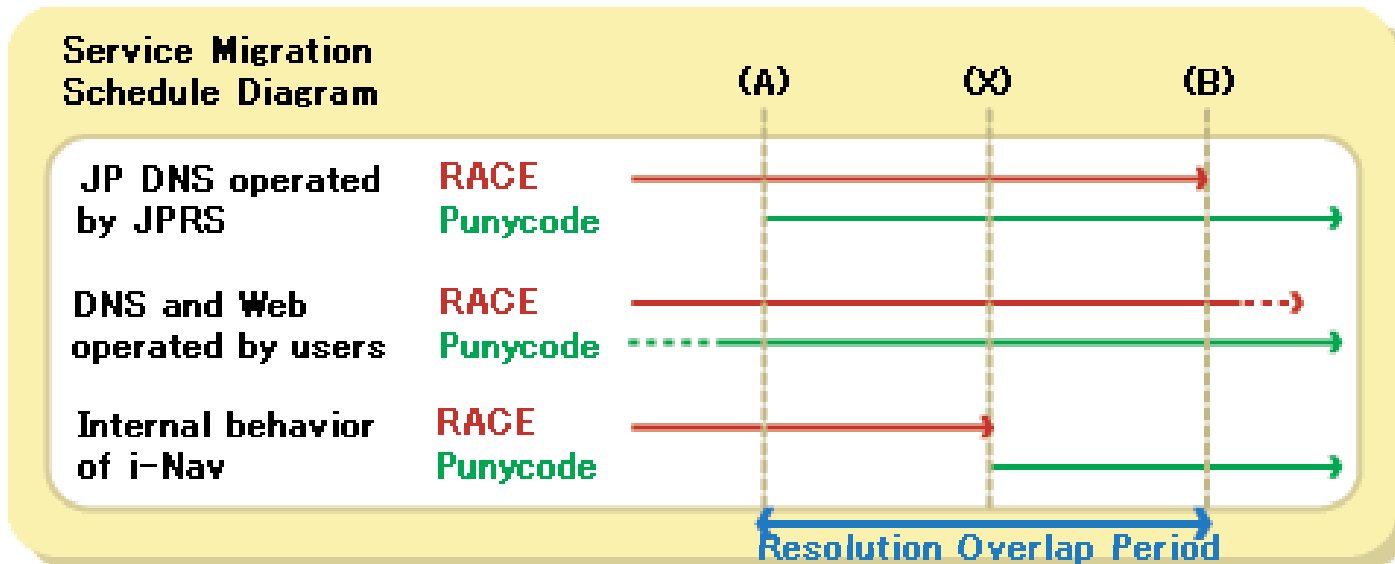 Service Migration
Schedule Diagram
(A)
(X)
(B)
JP DNS operated
by JPRS
RACE
Punycode
DNS and Web
operated by users
RACE
Punycode
Internal behavior
of i-Nav
RACE
Punycode
Resolution Overlap Period